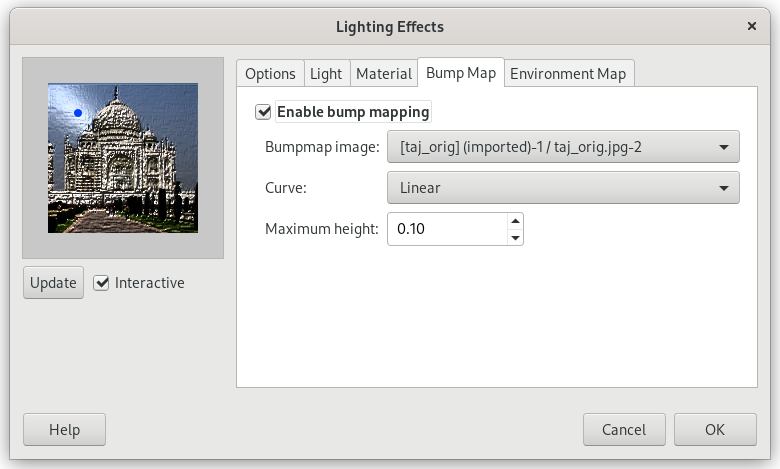 Lighting Effects
Options Light Material Bump Map Environment Map
Enable bump mapping
Bumpmap image: [taj_orig] (imported)-1 / taj_orig.jpg-2
Curve: Linear
Maximum height: 0.10
Update Interactive
Help Cancel OK